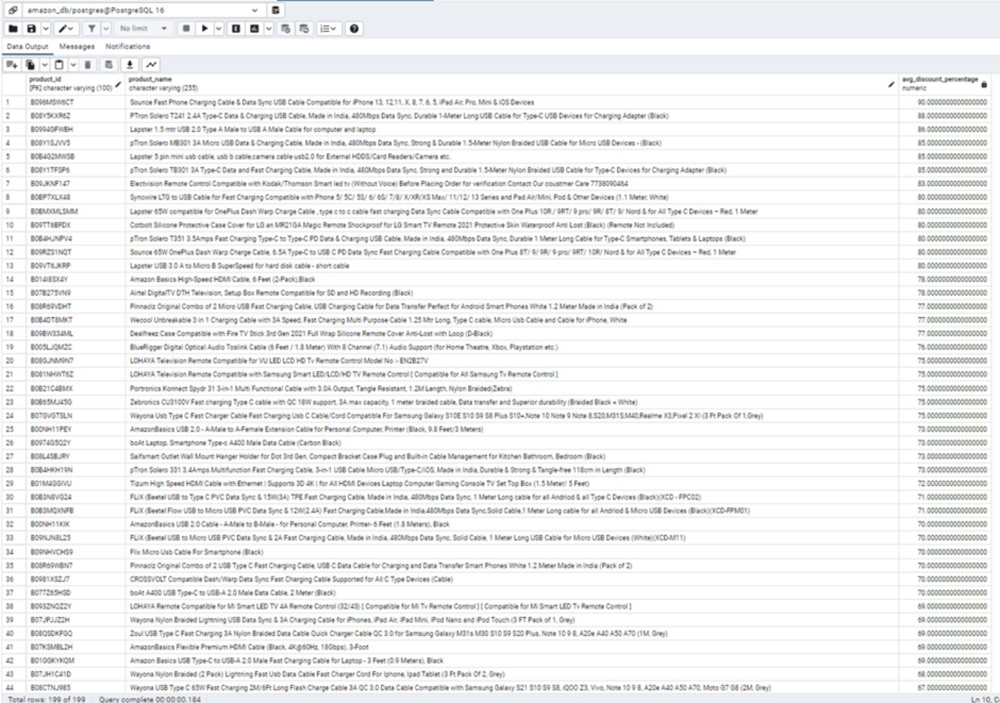 amazon_db/postgres@PostgreSQL 16
No limit
Data Output Messages Notifications
product_id product_name avg_discount_percentage
[PK] character varying (100) character varying (255) numeric
1 B096MSW6CT Sounce Fast Phone Charging Cable & Data Sync USB Cable Compatible for iPhone 13, 12,11, X, 8, 7, 6, 5, iPad Air, Pro, Mini & iOS Devices 90.0000000000000000
2 B08Y5KXR6Z PTron Solero T241 2.4A Type-C Data & Charging USB Cable, Made in India, 480Mbps Data Sync, Durable 1-Meter Long USB Cable for Type-C USB Devices for Charging Adapter (Black) 88.0000000000000000
3 B0994GFWBH Lapster 1.5 mtr USB 2.0 Type A Male to USB A Male Cable for computer and laptop 86.0000000000000000
4 B08Y1SJVV5 pTron Solero MB301 3A Micro USB Data & Charging Cable, Made in India, 480Mbps Data Sync, Strong & Durable 1.5-Meter Nylon Braided USB Cable for Micro USB Devices - (Black) 85.0000000000000000
5 B0B4G2MWSB Lapster 5 pin mini usb cable, usb b cable,camera cable usb2.0 for External HDDS/Card Readers/Camera etc. 85.0000000000000000
6 B08Y1TFSP6 pTron Solero TB301 3A Type-C Data and Fast Charging Cable, Made in India, 480Mbps Data Sync, Strong and Durable 1.5-Meter Nylon Braided USB Cable for Type-C Devices for Charging Adapter (Black) 85.0000000000000000
7 B09JKNF147 Electvision Remote Control Compatible with Kodak/Thomson Smart led tv (Without Voice) Before Placing Order for verification Contact Our coustmer Care 7738090464 83.0000000000000000
8 B0BP7XLX48 Syncwire LTG to USB Cable for Fast Charging Compatible with Phone 5/ 5C/ 5S/ 6/ 6S/ 7/8/ X/XR/XS Max/ 11/12/ 13 Series and Pad Air/Mini, Pod & Other Devices (1.1 Meter, White) 80.0000000000000000
9 B0BMXMLSMM Lapster 65W compatible for OnePlus Dash Warp Charge Cable , type c to c cable fast charging Data Sync Cable Compatible with One Plus 10R / 9RT/ 9 pro/ 9R/ 8T/ 9/ Nord & for All Type C Devices – Red, 1 Meter 80.0000000000000000
10 B09TT6BFDX Cotbolt Silicone Protective Case Cover for LG an MR21GA Magic Remote Shockproof for LG Smart TV Remote 2021 Protective Skin Waterproof Anti Lost (Black) (Remote Not Included) 80.0000000000000000
11 B0B4HJNPV4 pTron Solero T351 3.5Amps Fast Charging Type-C to Type-C PD Data & Charging USB Cable, Made in India, 480Mbps Data Sync, Durable 1 Meter Long Cable for Type-C Smartphones, Tablets & Laptops (Black) 80.0000000000000000
12 B09RZS1NQT Sounce 65W OnePlus Dash Warp Charge Cable, 6.5A Type-C to USB C PD Data Sync Fast Charging Cable Compatible with One Plus 8T/ 9/ 9R/ 9 pro/ 9RT/ 10R/ Nord & for All Type C Devices – Red, 1 Meter 80.0000000000000000
13 B09VT6JKRP Lapster USB 3.0 A to Micro B SuperSpeed for hard disk cable - short cable 80.0000000000000000
14 B014I8SX4Y Amazon Basics High-Speed HDMI Cable, 6 Feet (2-Pack),Black 78.0000000000000000
15 B07B275VN9 Airtel DigitalTV DTH Television, Setup Box Remote Compatible for SD and HD Recording (Black) 78.0000000000000000
16 B08R69VDHT Pinnaclz Original Combo of 2 Micro USB Fast Charging Cable, USB Charging Cable for Data Transfer Perfect for Android Smart Phones White 1.2 Meter Made in India (Pack of 2) 77.0000000000000000
17 B0B4DT8MKT Wecool Unbreakable 3 in 1 Charging Cable with 3A Speed, Fast Charging Multi Purpose Cable 1.25 Mtr Long, Type C cable, Micro Usb Cable and Cable for iPhone, White 77.0000000000000000
18 B09BW334ML Dealfreez Case Compatible with Fire TV Stick 3rd Gen 2021 Full Wrap Silicone Remote Cover Anti-Lost with Loop (D-Black) 77.0000000000000000
19 B005LJQMZC BlueRigger Digital Optical Audio Toslink Cable (6 Feet / 1.8 Meter) With 8 Channel (7.1) Audio Support (for Home Theatre, Xbox, Playstation etc.) 76.0000000000000000
20 B08GJNM9N7 LOHAYA Television Remote Compatible for VU LED LCD HD Tv Remote Control Model No :- EN2B27V 75.0000000000000000
21 B081NHWT6Z LOHAYA Television Remote Compatible with Samsung Smart LED/LCD/HD TV Remote Control [ Compatible for All Samsung Tv Remote Control ] 75.0000000000000000
22 B0B21C4BMX Portronics Konnect Spydr 31 3-in-1 Multi Functional Cable with 3.0A Output, Tangle Resistant, 1.2M Length, Nylon Braided(Zebra) 75.0000000000000000
23 B0B65MJ45G Zebronics CU3100V Fast charging Type C cable with QC 18W support, 3A max capacity, 1 meter braided cable, Data transfer and Superior durability (Braided Black + White) 75.0000000000000000
24 B07GVGTSLN Wayona Usb Type C Fast Charger Cable Fast Charging Usb C Cable/Cord Compatible For Samsung Galaxy S10E S10 S9 S8 Plus S10+,Note 10 Note 9 Note 8,S20,M31S,M40,Realme X3,Pixel 2 Xl (3 Ft Pack Of 1,Grey) 75.0000000000000000
25 B00NH11PEY AmazonBasics USB 2.0 - A-Male to A-Female Extension Cable for Personal Computer, Printer (Black, 9.8 Feet/3 Meters) 73.0000000000000000
26 B0974G5Q2Y boAt Laptop, Smartphone Type-c A400 Male Data Cable (Carbon Black) 73.0000000000000000
27 B08L4SBJRY Saifsmart Outlet Wall Mount Hanger Holder for Dot 3rd Gen, Compact Bracket Case Plug and Built-in Cable Management for Kitchen Bathroom, Bedroom (Black) 73.0000000000000000
28 B0B4HKH19N pTron Solero 331 3.4Amps Multifunction Fast Charging Cable, 3-in-1 USB Cable Micro USB/Type-C/iOS, Made in India, Durable & Strong & Tangle-free 118cm in Length (Black) 73.0000000000000000
29 B01M4GGIVU Tizum High Speed HDMI Cable with Ethernet | Supports 3D 4K | for All HDMI Devices Laptop Computer Gaming Console TV Set Top Box (1.5 Meter/ 5 Feet) 72.0000000000000000
30 B0B3N8VG24 FLiX (Beetel USB to Type C PVC Data Sync & 15W(3A) TPE Fast Charging Cable, Made in India, 480Mbps Data Sync, 1 Meter Long cable for all Andriod & all Type C Devices (Black)(XCD - FPC02) 71.0000000000000000
31 B0B3MQXNFB FLiX (Beetel Flow USB to Micro USB PVC Data Sync & 12W(2.4A) Fast Charging Cable,Made in India,480Mbps Data Sync,Solid Cable,1 Meter Long cable for all Andriod & Micro USB Devices (Black)(XCD-FPM01) 71.0000000000000000
32 B00NH11KIK AmazonBasics USB 2.0 Cable - A-Male to B-Male - for Personal Computer, Printer- 6 Feet (1.8 Meters), Black 70.0000000000000000
33 B09NJN8L25 FLiX (Beetel USB to Micro USB PVC Data Sync & 2A Fast Charging Cable, Made in India, 480Mbps Data Sync, Solid Cable, 1 Meter Long USB Cable for Micro USB Devices (White)(XCD-M11) 70.0000000000000000
34 B09NHVCHS9 Flix Micro Usb Cable For Smartphone (Black) 70.0000000000000000
35 B08R69WBN7 Pinnaclz Original Combo of 2 USB Type C Fast Charging Cable, USB C Data Cable for Charging and Data Transfer Smart Phones White 1.2 Meter Made in India (Pack of 2) 70.0000000000000000
36 B0981XSZJ7 CROSSVOLT Compatible Dash/Warp Data Sync Fast Charging Cable Supported for All C Type Devices (Cable) 70.0000000000000000
37 B077Z65HSD boAt A400 USB Type-C to USB-A 2.0 Male Data Cable, 2 Meter (Black) 70.0000000000000000
38 B093ZNQZ2Y LOHAYA Remote Compatible for Mi Smart LED TV 4A Remote Control (32/43) [ Compatible for Mi Tv Remote Control ] [ Compatible for Mi Smart LED Tv Remote Control ] 69.0000000000000000
39 B07JPJJZ2H Wayona Nylon Braided Lightning USB Data Sync & 3A Charging Cable for iPhones, iPad Air, iPad Mini, iPod Nano and iPod Touch (3 FT Pack of 1, Grey) 69.0000000000000000
40 B08QSDKFGQ Zoul USB Type C Fast Charging 3A Nylon Braided Data Cable Quick Charger Cable QC 3.0 for Samsung Galaxy M31s M30 S10 S9 S20 Plus, Note 10 9 8, A20e A40 A50 A70 (1M, Grey) 69.0000000000000000
41 B07KSMBL2H AmazonBasics Flexible Premium HDMI Cable (Black, 4K@60Hz, 18Gbps), 3-Foot 69.0000000000000000
42 B01GGKYKQM Amazon Basics USB Type-C to USB-A 2.0 Male Fast Charging Cable for Laptop - 3 Feet (0.9 Meters), Black 69.0000000000000000
43 B07JH1C41D Wayona Nylon Braided (2 Pack) Lightning Fast Usb Data Cable Fast Charger Cord For Iphone, Ipad Tablet (3 Ft Pack Of 2, Grey) 68.0000000000000000
44 B08CTNJ985 Wayona USB Type C 65W Fast Charging 2M/6Ft Long Flash Charge Cable 3A QC 3.0 Data Cable Compatible with Samsung Galaxy S21 S10 S9 S8, iQOO Z3, Vivo, Note 10 9 8, A20e A40 A50 A70, Moto G7 G8 (2M, Grey) 67.0000000000000000
Total rows: 199 of 199 Query complete 00:00:00.184 Ln 10, C